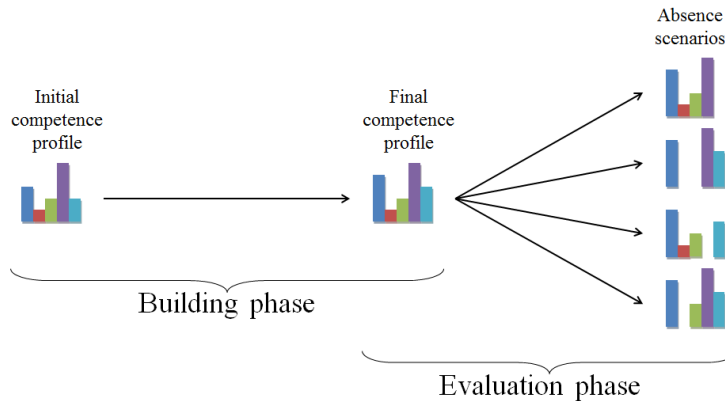 Absence
scenarios
Initial
competence
profile
Final
competence
profile
Building phase
Evaluation phase